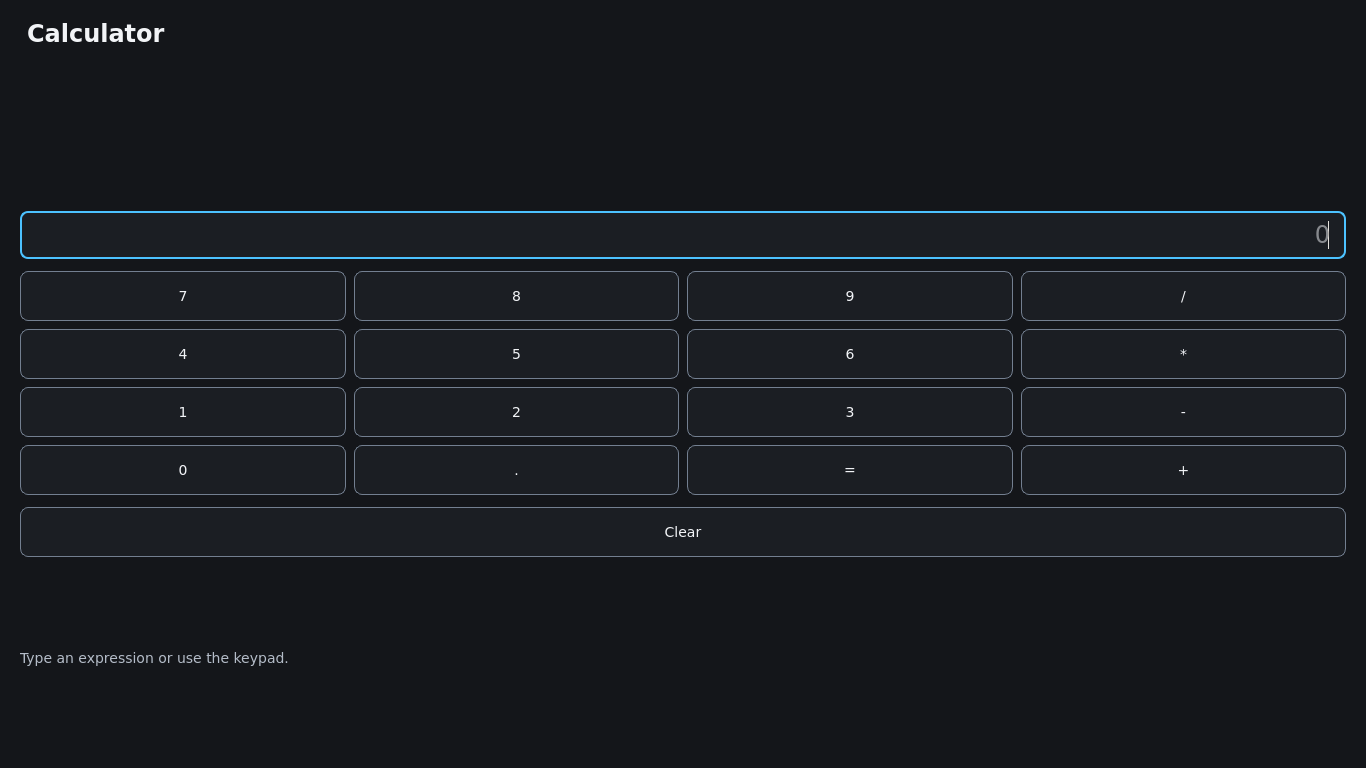 Calculator
0
7 8 9 /
4 5 6 *
1 2 3 -
0 . = +
Clear
Type an expression or use the keypad.